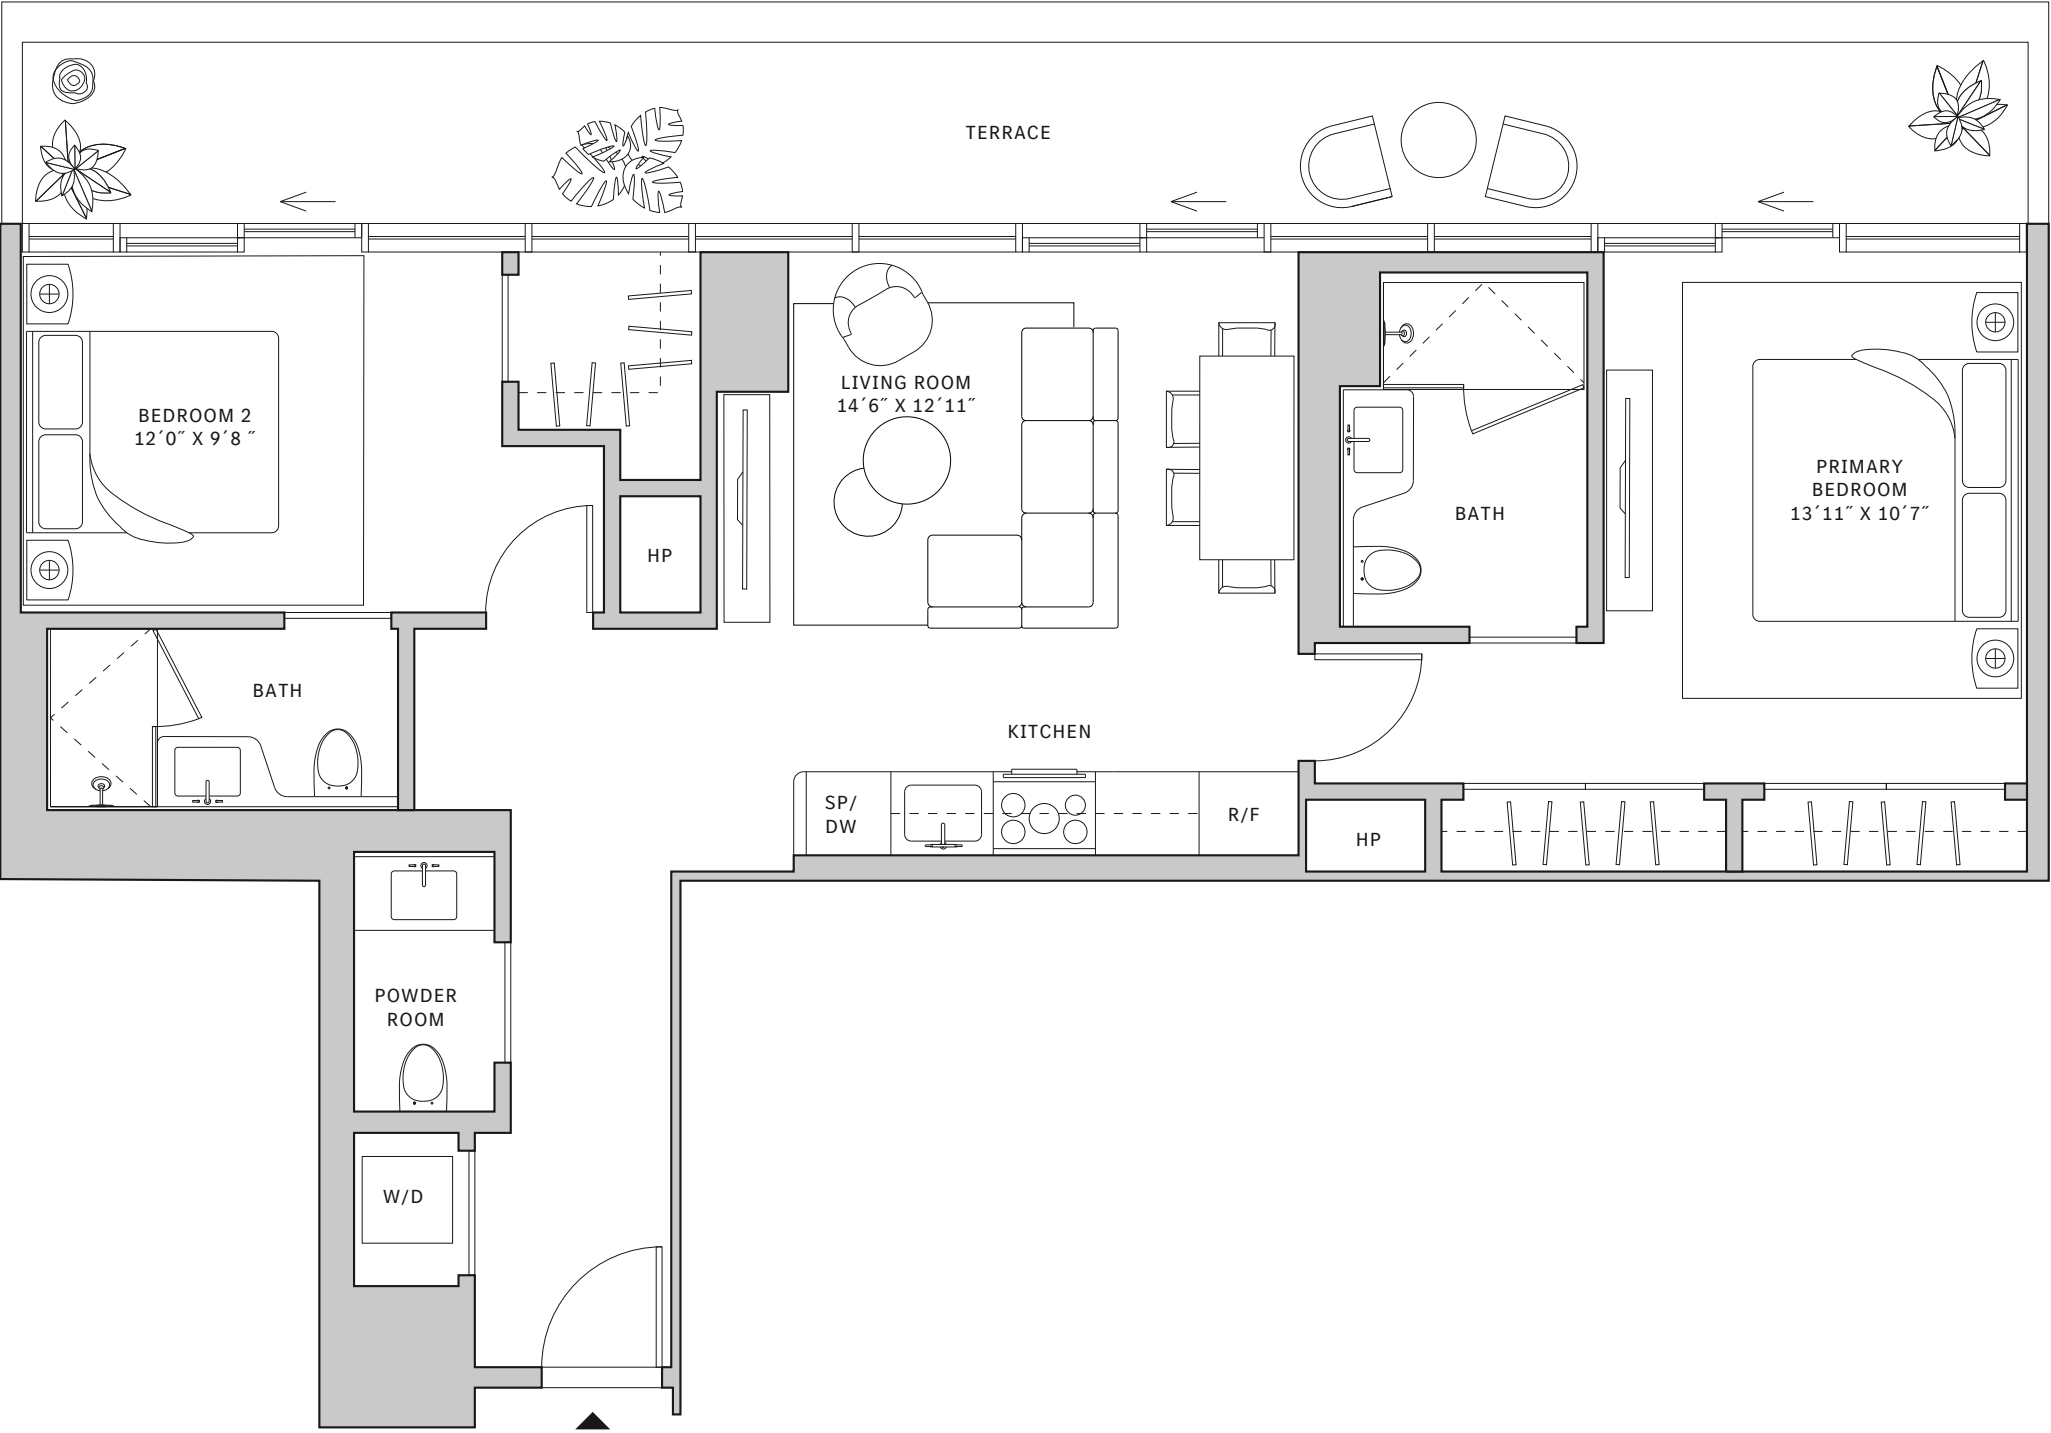 TERRACE
BEDROOM 2
12´0˝ X 9´8 ˝
LIVING ROOM
14´6˝ X 12´11˝
HP
BATH
PRIMARY
BEDROOM
13´11˝ X 10´7˝
BATH
KITCHEN
SP/
DW
R/F
HP
POWDER
ROOM
W/D